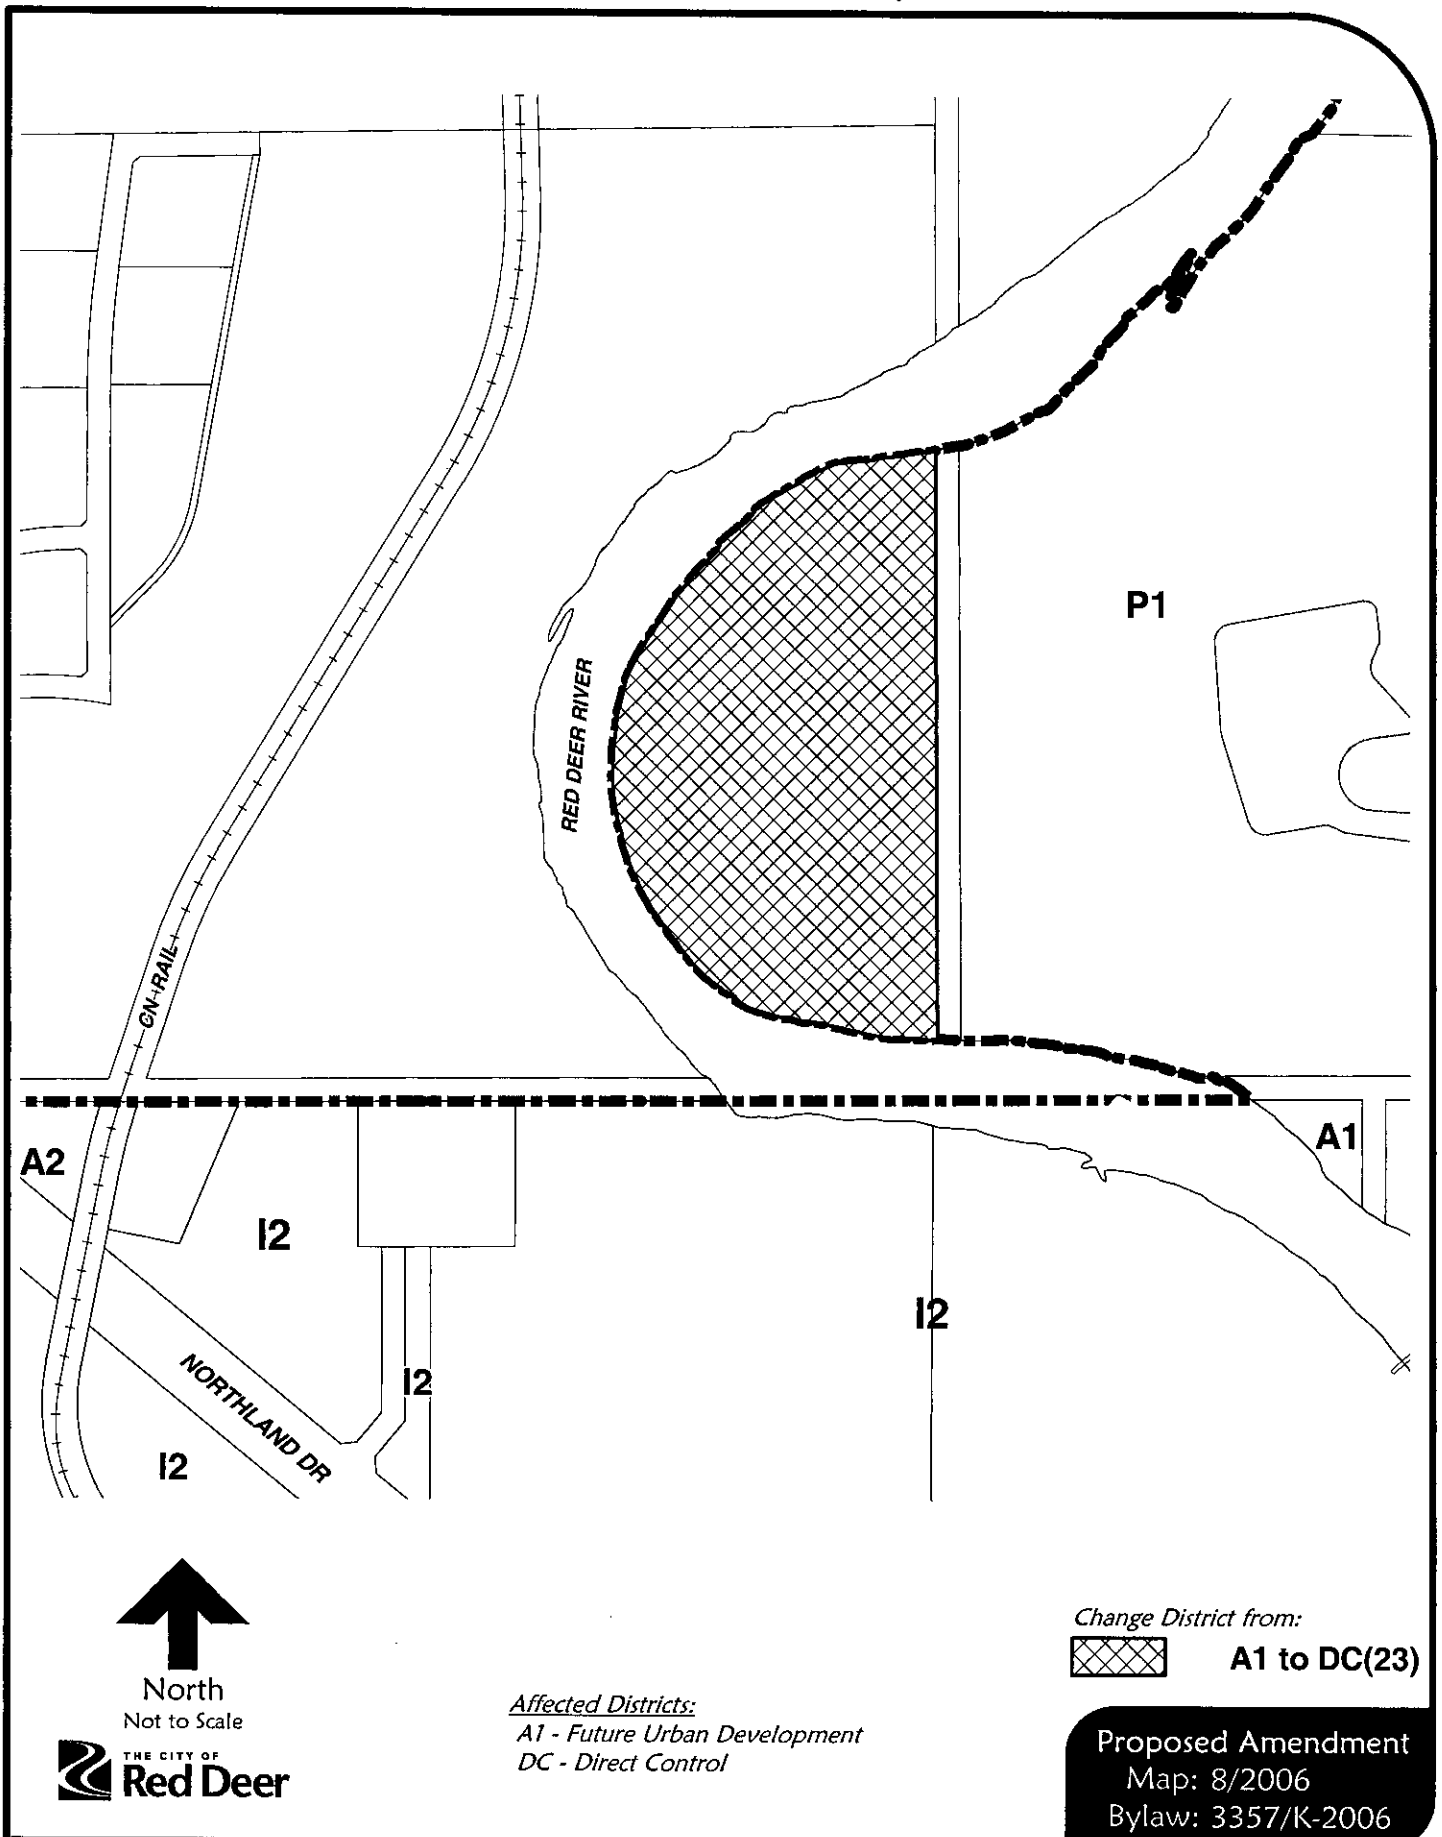 P1
RED DEER RIVER
CN RAIL
A1
A2
I2
I2
I2
NORTHLAND DR
I2
Change District from:
A1 to DC(23)
North
Not to Scale
THE CITY OF
Red Deer
Affected Districts:
A1 - Future Urban Development
DC - Direct Control
Proposed Amendment
Map: 8/2006
Bylaw: 3357/K-2006